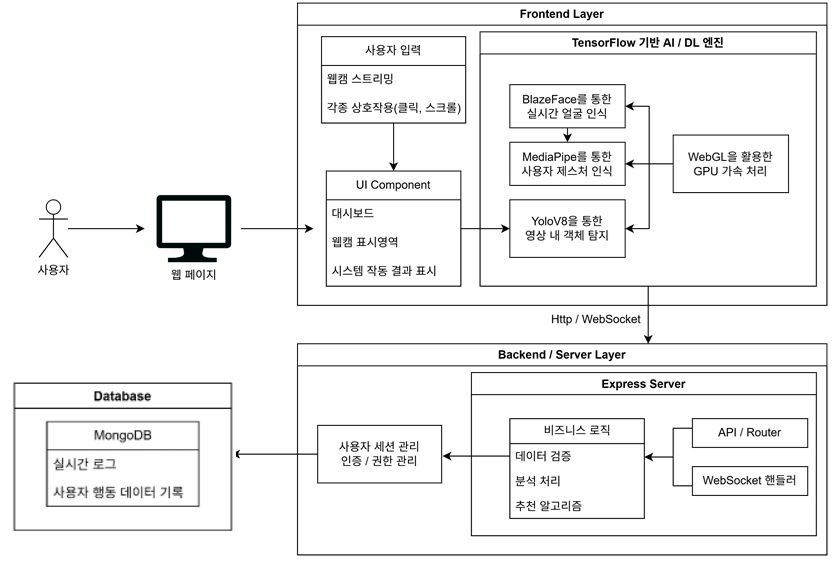 Frontend Layer
사용자 입력
웹캠 스트리밍
각종 상호작용(클릭, 스크롤)
UI Component
대시보드
웹캠 표시영역
시스템 작동 결과 표시
TensorFlow 기반 AI / DL 엔진
BlazeFace를 통한
실시간 얼굴 인식
MediaPipe를 통한
사용자 제스처 인식
YoloV8을 통한
영상 내 객체 탐지
WebGL을 활용한
GPU 가속 처리
사용자
웹 페이지
Http / WebSocket
Backend / Server Layer
Express Server
비즈니스 로직
데이터 검증
분석 처리
추천 알고리즘
API / Router
WebSocket 핸들러
사용자 세션 관리
인증 / 권한 관리
Database
MongoDB
실시간 로그
사용자 행동 데이터 기록